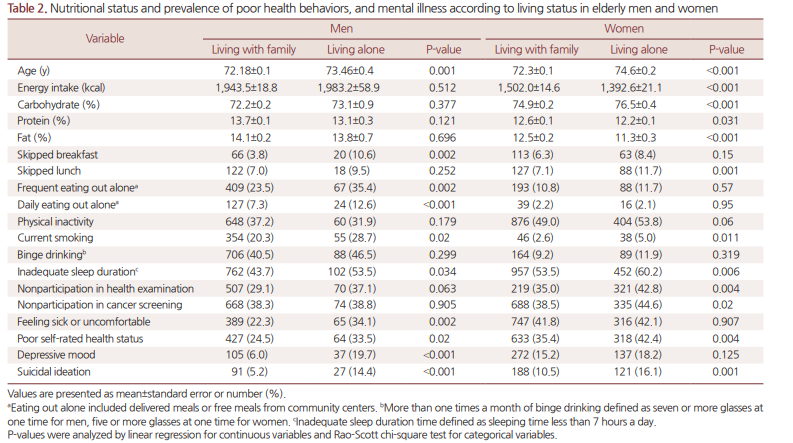 Table 2. Nutritional status and prevalence of poor health behaviors, and mental illness according to living status in elderly men and women
Variable Men Women
Living with family Living alone P-value Living with family Living alone P-value
Age (y) 72.18±0.1 73.46±0.4 0.001 72.3±0.1 74.6±0.2 <0.001
Energy intake (kcal) 1,943.5±18.8 1,983.2±58.9 0.512 1,502.0±14.6 1,392.6±21.1 <0.001
Carbohydrate (%) 72.2±0.2 73.1±0.9 0.377 74.9±0.2 76.5±0.4 <0.001
Protein (%) 13.7±0.1 13.1±0.3 0.121 12.6±0.1 12.2±0.1 0.031
Fat (%) 14.1±0.2 13.8±0.7 0.696 12.5±0.2 11.3±0.3 <0.001
Skipped breakfast 66 (3.8) 20 (10.6) 0.002 113 (6.3) 63 (8.4) 0.15
Skipped lunch 122 (7.0) 18 (9.5) 0.252 127 (7.1) 88 (11.7) 0.001
Frequent eating out aloneᵃ 409 (23.5) 67 (35.4) 0.002 193 (10.8) 88 (11.7) 0.57
Daily eating out aloneᵃ 127 (7.3) 24 (12.6) <0.001 39 (2.2) 16 (2.1) 0.95
Physical inactivity 648 (37.2) 60 (31.9) 0.179 876 (49.0) 404 (53.8) 0.06
Current smoking 354 (20.3) 55 (28.7) 0.02 46 (2.6) 38 (5.0) 0.011
Binge drinkingᵇ 706 (40.5) 88 (46.5) 0.299 164 (9.2) 89 (11.9) 0.319
Inadequate sleep durationᶜ 762 (43.7) 102 (53.5) 0.034 957 (53.5) 452 (60.2) 0.006
Nonparticipation in health examination 507 (29.1) 70 (37.1) 0.063 219 (35.0) 321 (42.8) 0.004
Nonparticipation in cancer screening 668 (38.3) 74 (38.8) 0.905 688 (38.5) 335 (44.6) 0.02
Feeling sick or uncomfortable 389 (22.3) 65 (34.1) 0.002 747 (41.8) 316 (42.1) 0.907
Poor self-rated health status 427 (24.5) 64 (33.5) 0.02 633 (35.4) 318 (42.4) 0.004
Depressive mood 105 (6.0) 37 (19.7) <0.001 272 (15.2) 137 (18.2) 0.125
Suicidal ideation 91 (5.2) 27 (14.4) <0.001 188 (10.5) 121 (16.1) 0.001
Values are presented as mean±standard error or number (%).
ᵃEating out alone included delivered meals or free meals from community centers. ᵇMore than one times a month of binge drinking defined as seven or more glasses at
one time for men, five or more glasses at one time for women. ᶜInadequate sleep duration time defined as sleeping time less than 7 hours a day.
P-values were analyzed by linear regression for continuous variables and Rao-Scott chi-square test for categorical variables.